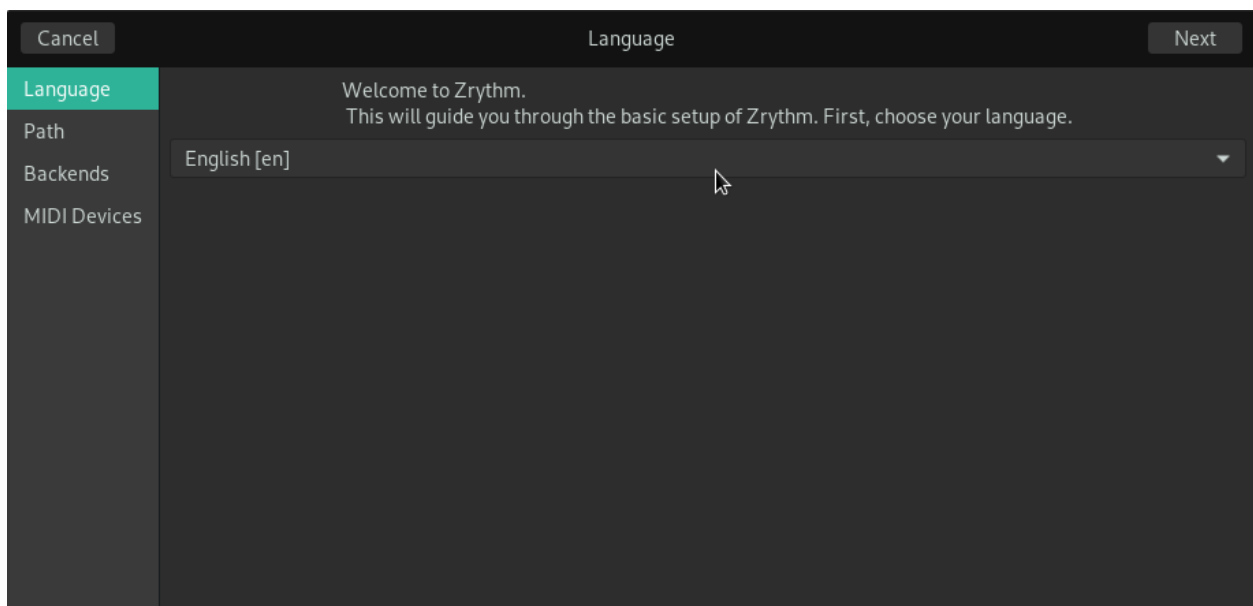 Cancel
Language
Next
Language
Path
Backends
MIDI Devices
Welcome to Zrythm.
This will guide you through the basic setup of Zrythm. First, choose your language.
English [en]